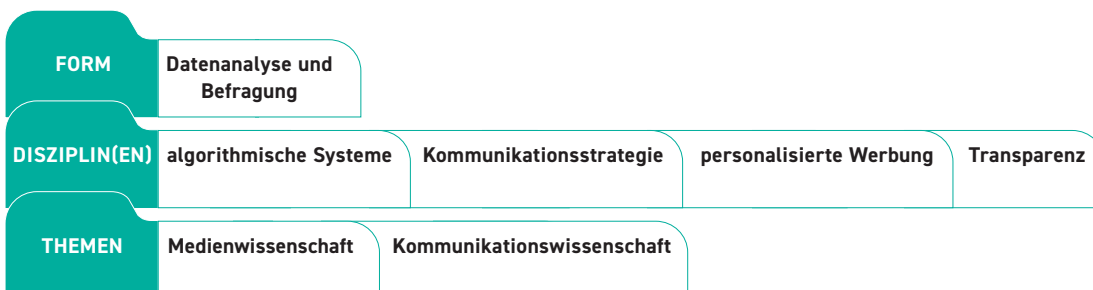 FORM
Datenanalyse und
Befragung
DISZIPLIN(EN)
algorithmische Systeme
Kommunikationsstrategie
personalisierte Werbung
Transparenz
THEMEN
Medienwissenschaft
Kommunikationswissenschaft